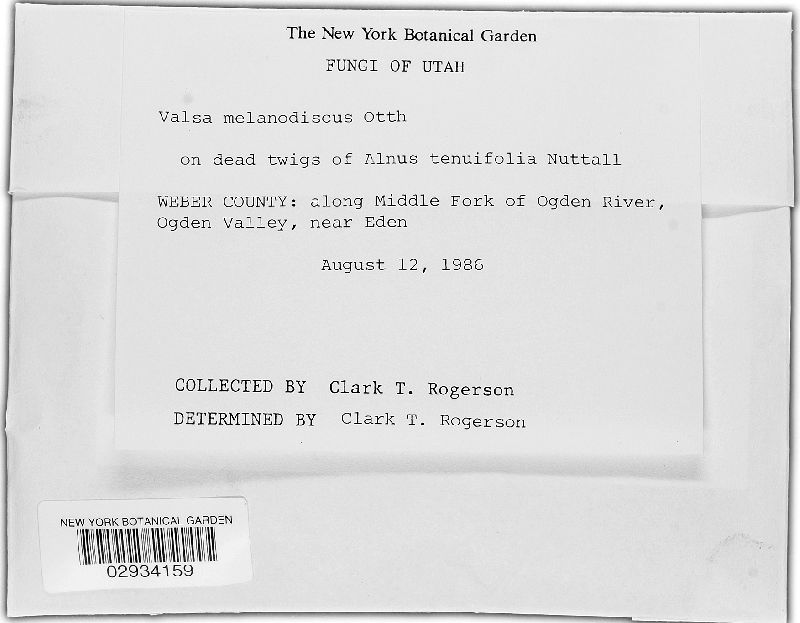 The New York Botanical Garden
FUNGI OF UTAH
Valsa melanodiscus Otth
on dead twigs of Alnus tenuifolia Nuttall
WEBER COUNTY: along Middle Fork of Ogden River,
Ogden Valley, near Eden
August 12, 1986
COLLECTED BY Clark T. Rogerson
DETERMINED BY Clark T. Rogerson
NEW YORK BOTANICAL GARDEN
02934159